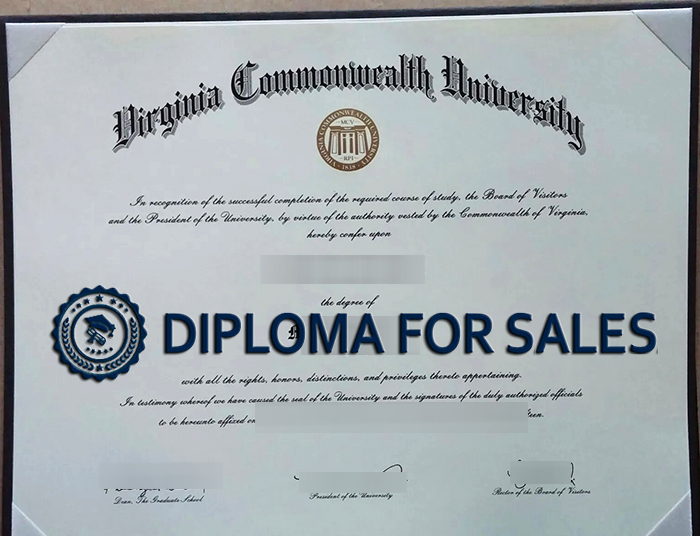 Virginia Commonwealth University
VIRGINIA COMMONWEALTH UNIVERSITY
MCV
RPI
1838
In recognition of the successful completion of the required course of study, the Board of Visitors
and the President of the University, by virtue of the authority vested by the Commonwealth of Virginia,
hereby confer upon
the degree of
DIPLOMA FOR SALES
with all the rights, honors, distinctions, and privileges thereto appertaining.
In testimony whereof we have caused the seal of the University and the signatures of the duly authorized officials
to be hereunto affixed on teen.
Dean, The Graduate School
President of the University
Rector of the Board of Visitors